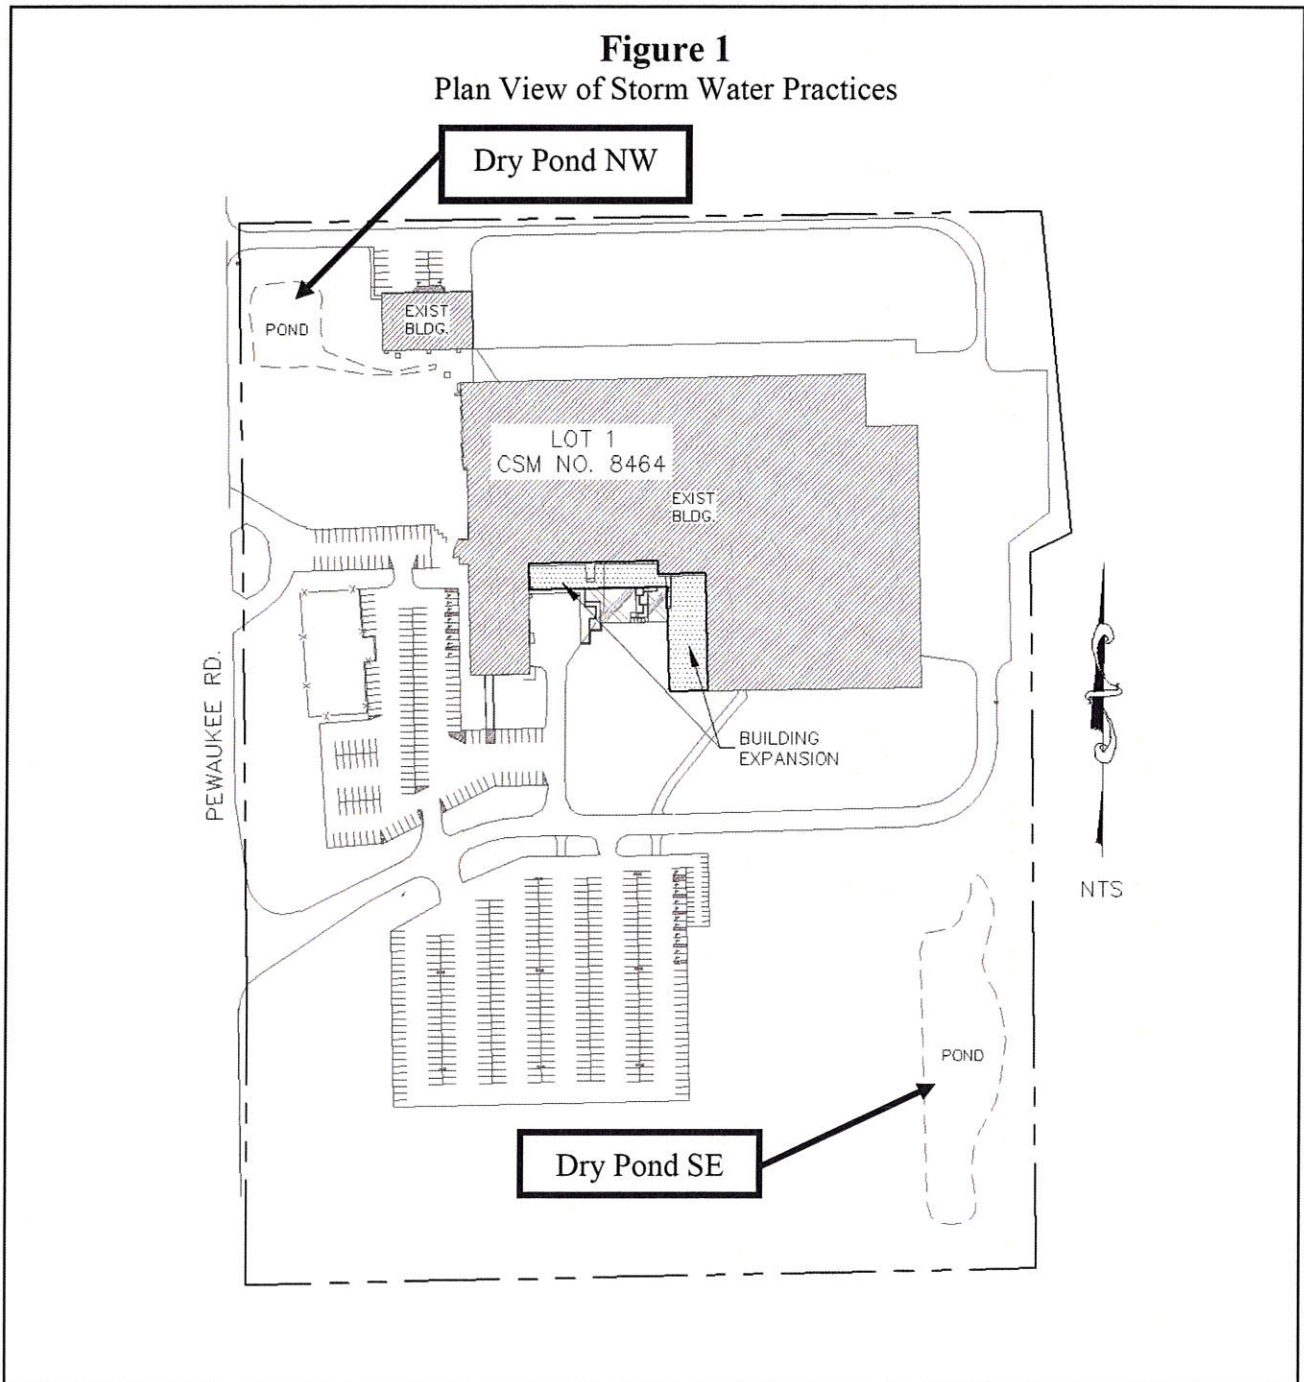 Figure 1
Plan View of Storm Water Practices
Dry Pond NW
POND
EXIST
BLDG.
LOT 1
CSM NO. 8464
EXIST
BLDG.
PEWAUKEE RD.
BUILDING
EXPANSION
NTS
POND
Dry Pond SE